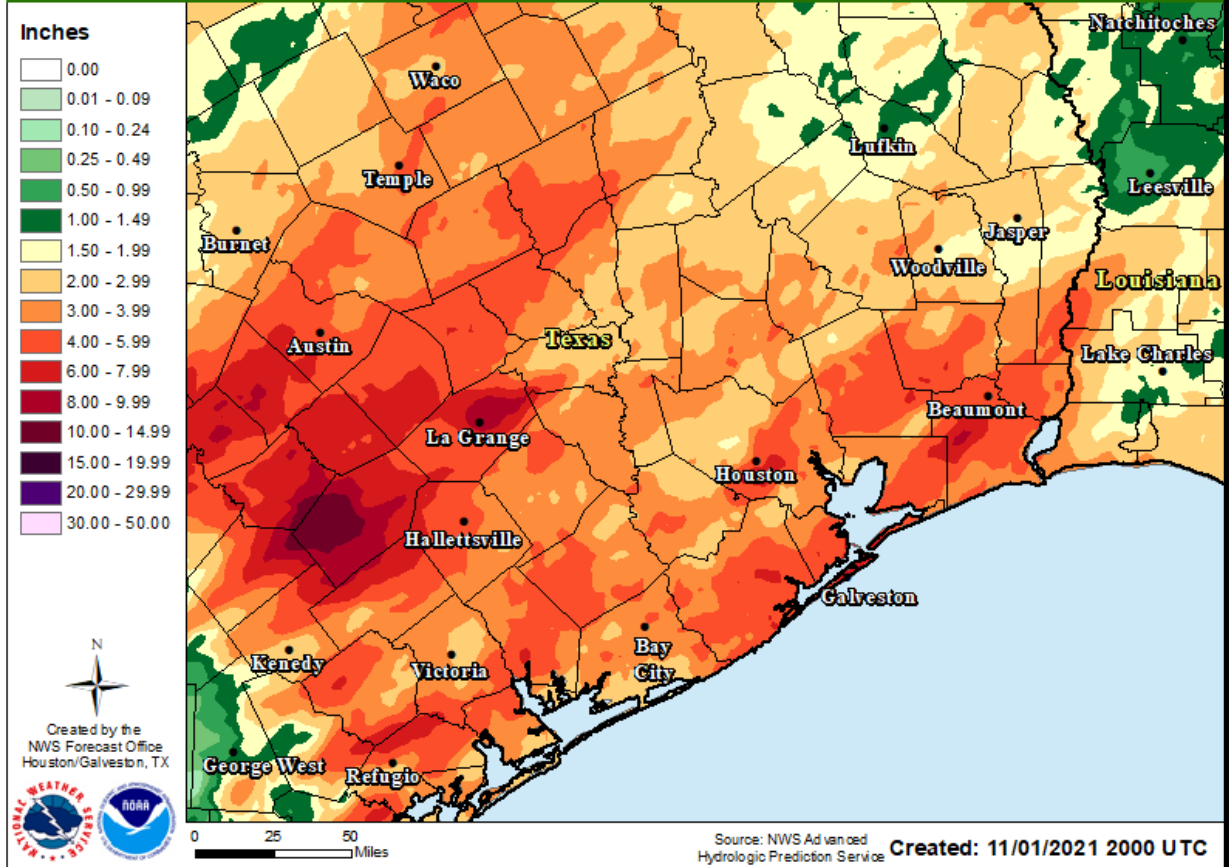 Inches
0.00
0.01 - 0.09
0.10 - 0.24
0.25 - 0.49
0.50 - 0.99
1.00 - 1.49
1.50 - 1.99
2.00 - 2.99
3.00 - 3.99
4.00 - 5.99
6.00 - 7.99
8.00 - 9.99
10.00 - 14.99
15.00 - 19.99
20.00 - 29.99
30.00 - 50.00
N
Created by the
NWS Forecast Office
Houston/Galveston, TX
NATIONAL WEATHER SERVICE
NOAA
Natchitoches
Waco
Lufkin
Temple
Leesville
Burnet
Jasper
Woodville
Louisiana
Austin
Texas
Lake Charles
Beaumont
La Grange
Houston
Hallettsville
Galveston
Bay
City
Kenedy
Victoria
George West
Refugio
0 25 50
Miles
Source: NWS Advanced
Hydrologic Prediction Service
Created: 11/01/2021 2000 UTC